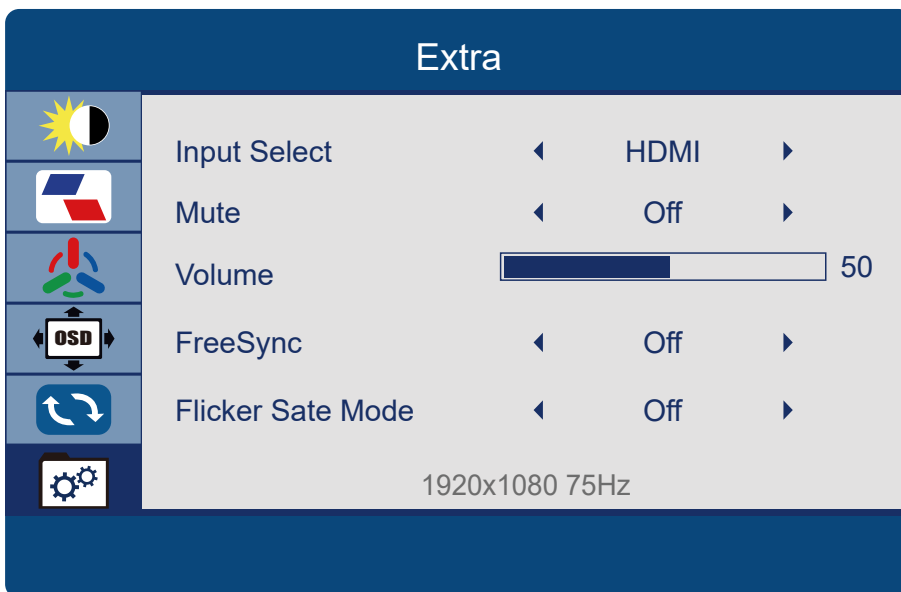 Extra
Input Select HDMI
Mute Off
Volume 50
OSD
FreeSync Off
Flicker Sate Mode Off
1920x1080 75Hz